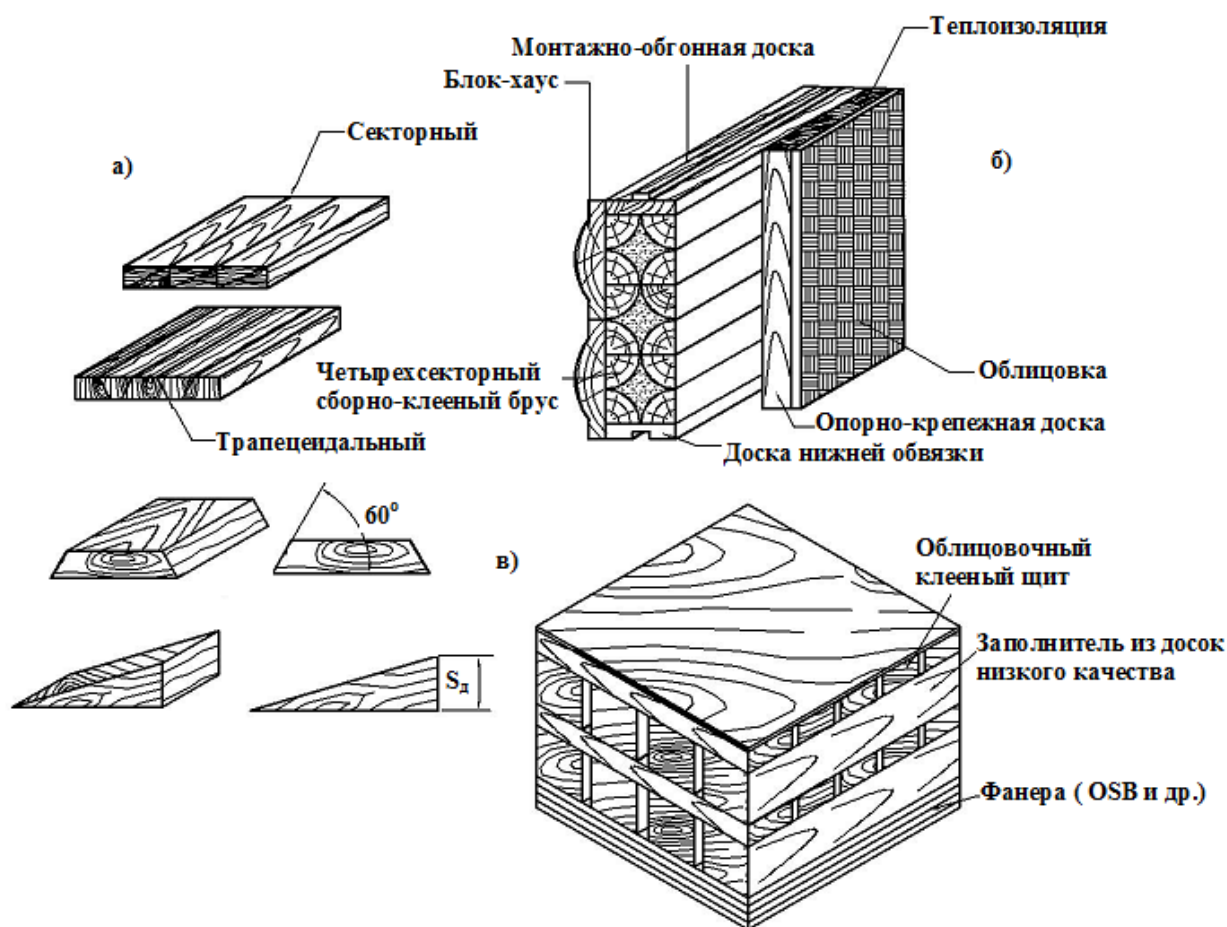 Теплоизоляция
Монтажно-обгонная доска
Блок-хаус
Секторный
а)
б)
Четырехсекторный
сборно-клееный брус
Облицовка
Трапецеидальный
Опорно-крепежная доска
Доска нижней обвязки
60°
в)
Облицовочный
клееный щит
Заполнитель из досок
низкого качества
Sд
Фанера ( OSB и др.)